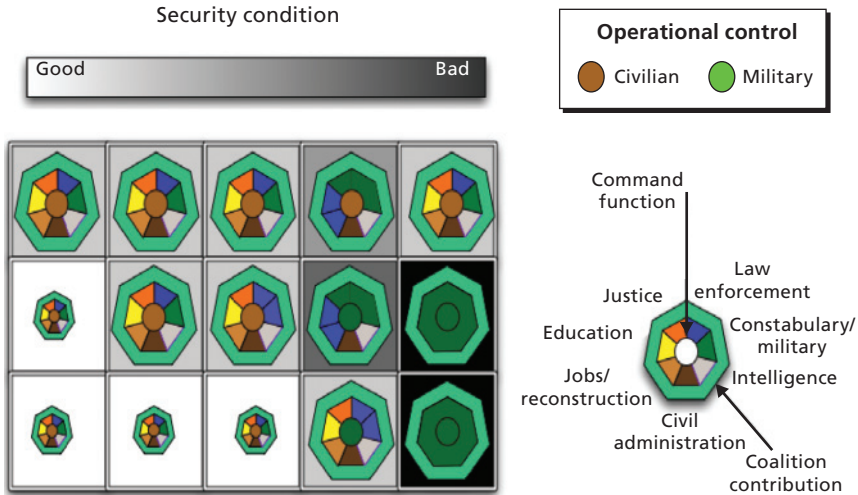 Security condition
Good
Bad
Operational control
Civilian
Military
Command
function
Law
enforcement
Justice
Constabulary/
military
Education
Intelligence
Jobs/
reconstruction
Civil
administration
Coalition
contribution